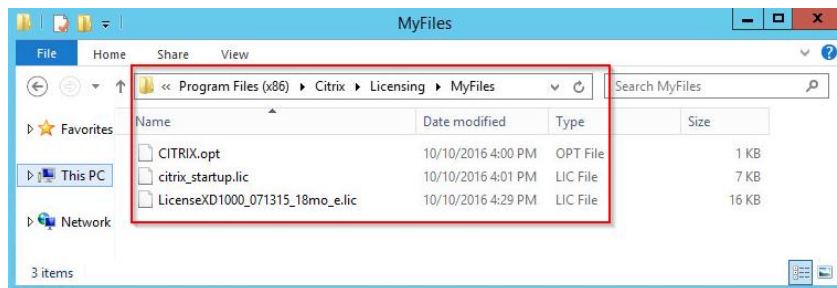 MyFiles
File Home Share View
« Program Files (x86) Citrix Licensing MyFiles Search MyFiles
Name Date modified Type Size
Favorites
CITRIX.opt 10/10/2016 4:00 PM OPT File 1 KB
This PC citrix_startup.lic 10/10/2016 4:01 PM LIC File 7 KB
LicenseXD1000_071315_18mo_e.lic 10/10/2016 4:29 PM LIC File 16 KB
Network
3 items